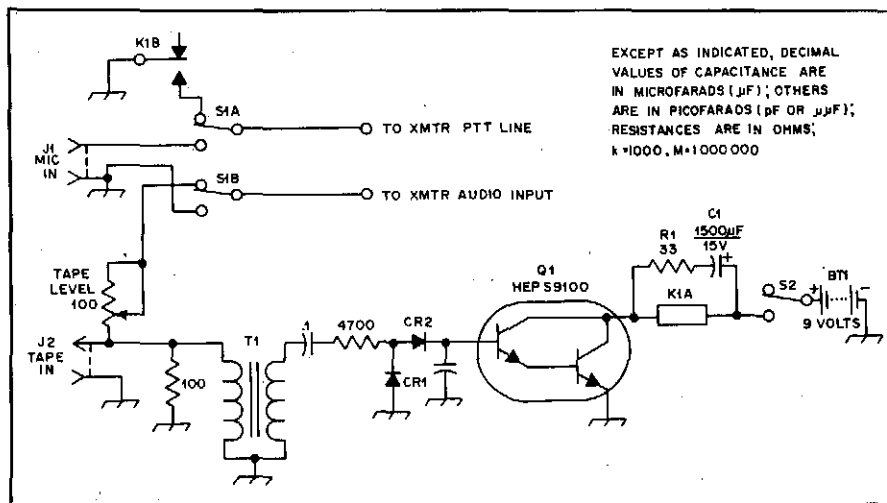 K1B
S1A
TO XMTR PTT LINE
J1
MIC
IN
S1B
TO XMTR AUDIO INPUT
EXCEPT AS INDICATED, DECIMAL
VALUES OF CAPACITANCE ARE
IN MICROFARADS (µF); OTHERS
ARE IN PICOFARADS (pF OR µµF);
RESISTANCES ARE IN OHMS;
k=1000, M=1000 000
TAPE
LEVEL
100
J2
TAPE
IN
100
T1
.1
4700
CR2
CR1
Q1
HEP S9100
R1
33
C1
1500µF
15V
+
K1A
S2
+
BT1
-
9 VOLTS